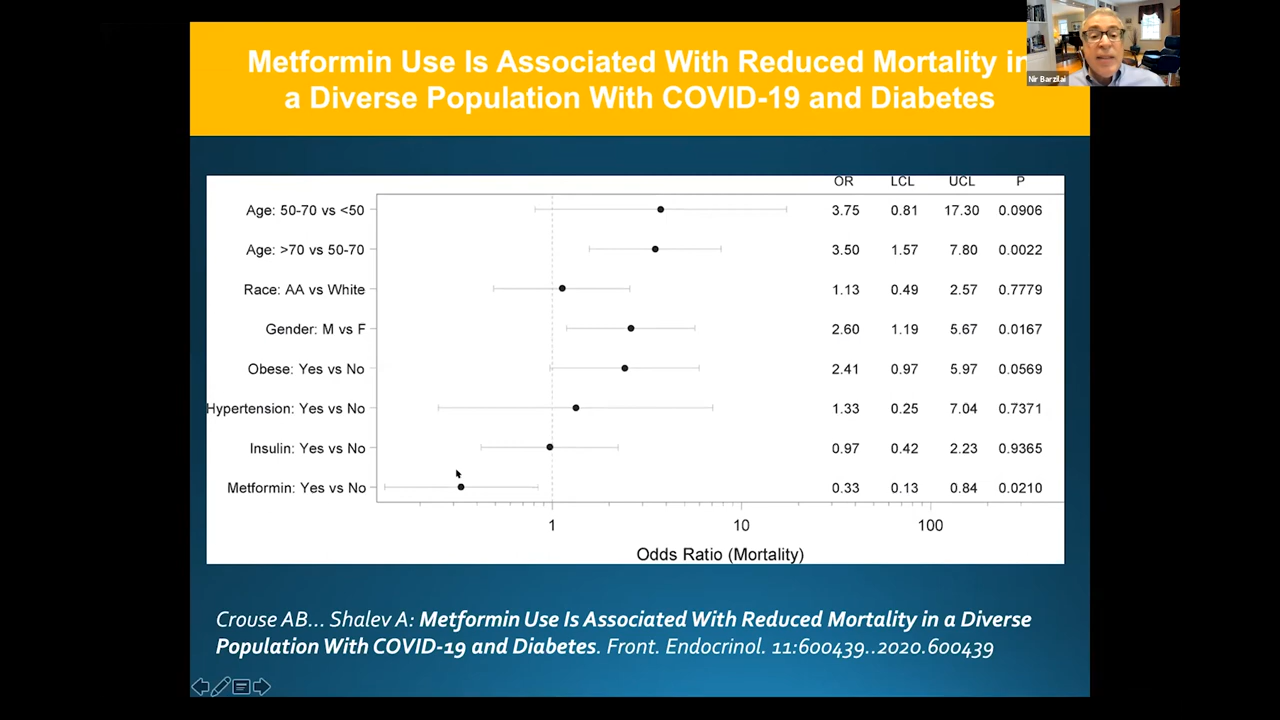 Metformin Use Is Associated With Reduced Mortality in
a Diverse Population With COVID-19 and Diabetes
Nir Barzilai
OR LCL UCL P
Age: 50-70 vs <50 3.75 0.81 17.30 0.0906
Age: >70 vs 50-70 3.50 1.57 7.80 0.0022
Race: AA vs White 1.13 0.49 2.57 0.7779
Gender: M vs F 2.60 1.19 5.67 0.0167
Obese: Yes vs No 2.41 0.97 5.97 0.0569
Hypertension: Yes vs No 1.33 0.25 7.04 0.7371
Insulin: Yes vs No 0.97 0.42 2.23 0.9365
Metformin: Yes vs No 0.33 0.13 0.84 0.0210
1 10 100
Odds Ratio (Mortality)
Crouse AB... Shalev A: Metformin Use Is Associated With Reduced Mortality in a Diverse
Population With COVID-19 and Diabetes. Front. Endocrinol. 11:600439..2020.600439